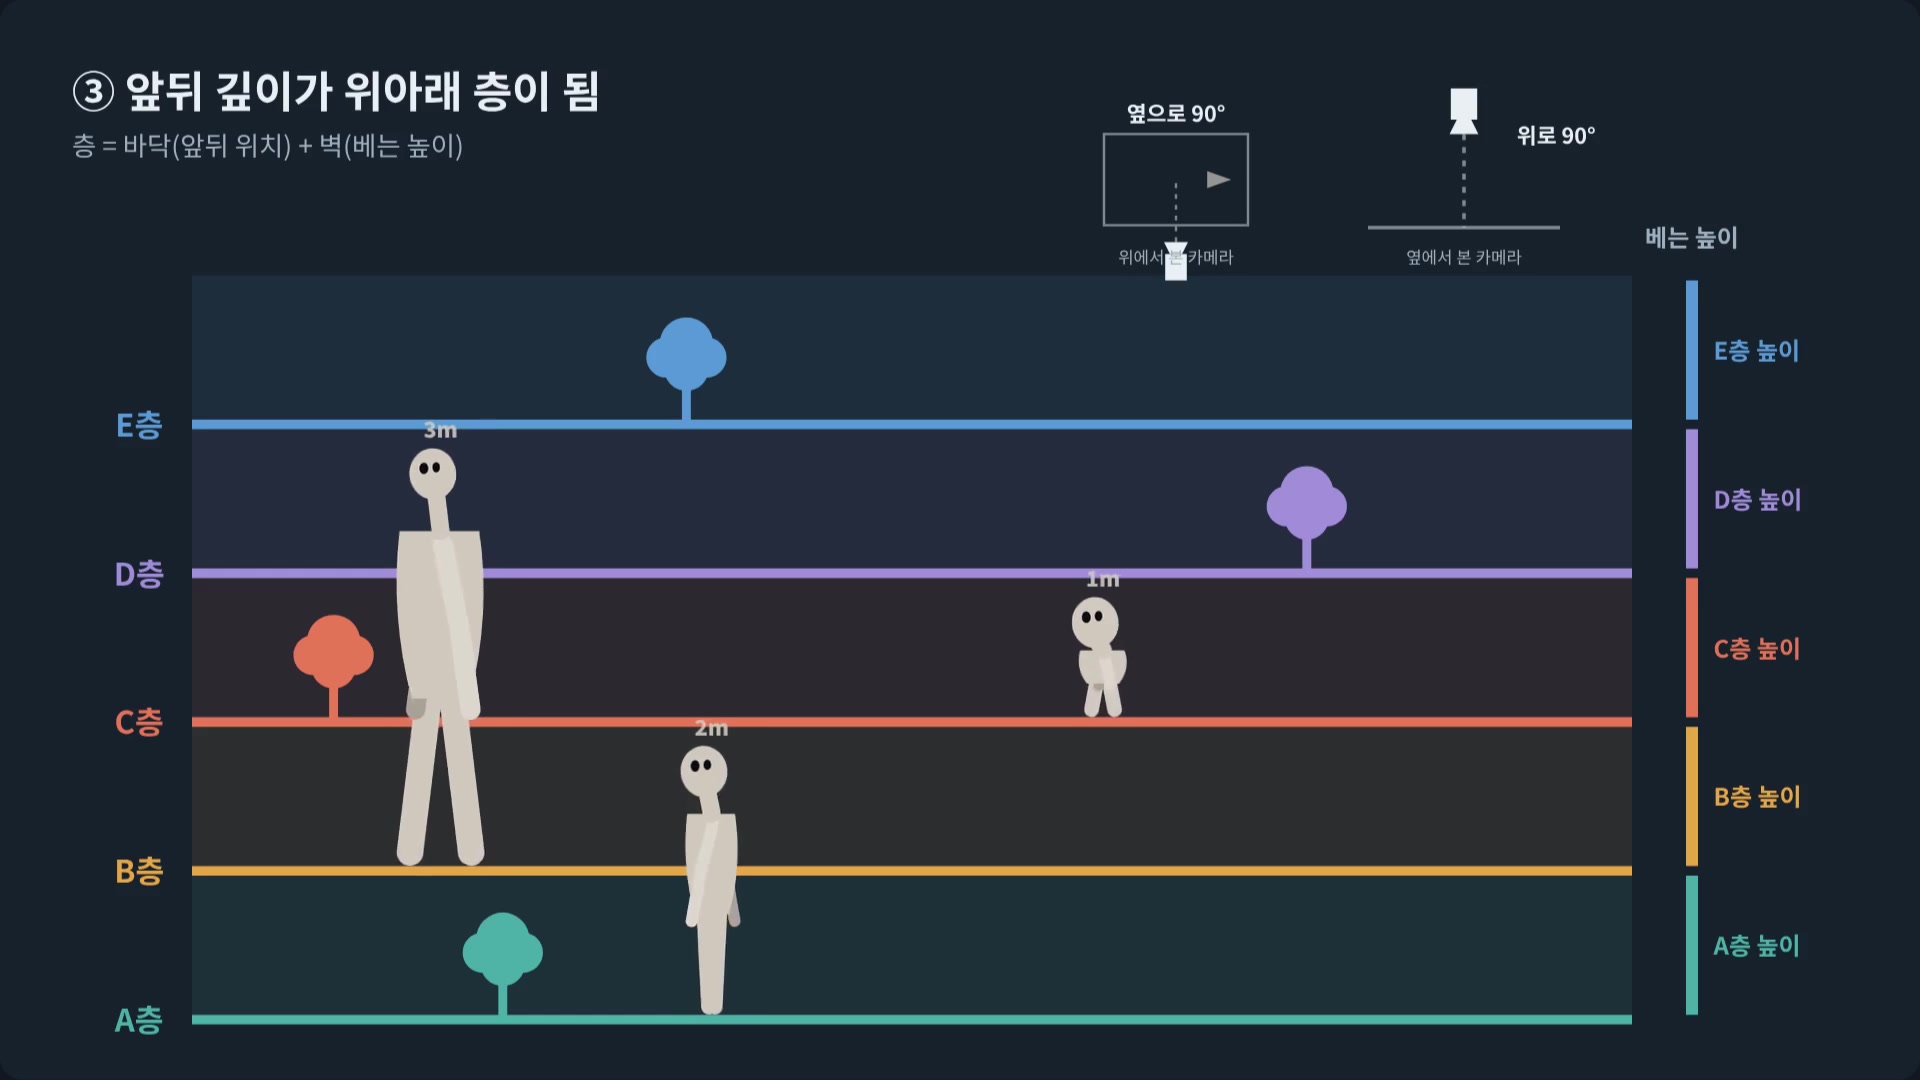 ③ 앞뒤 깊이가 위아래 층이 됨
층 = 바닥(앞뒤 위치) + 벽(베는 높이)
옆으로 90°
위로 90°
위에서 본 카메라
옆에서 본 카메라
베는 높이
E층 높이
E층
3m
D층 높이
D층
1m
C층 높이
C층
2m
B층 높이
B층
A층 높이
A층